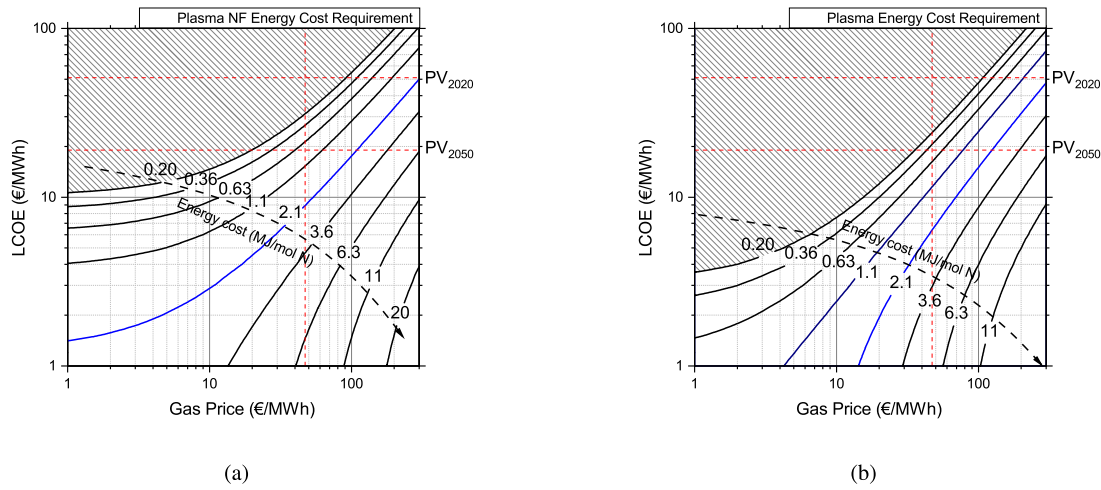 Plasma NF Energy Cost Requirement
100
10
1
LCOE (€/MWh)
PV2020
PV2050
0.20
0.36
0.63
1.1
2.1
3.6
6.3
11
20
Energy cost (MJ/mol N)
1
10
100
Gas Price (€/MWh)
(a)
Plasma Energy Cost Requirement
100
10
1
LCOE (€/MWh)
PV2020
PV2050
0.20
0.36
0.63
1.1
2.1
3.6
6.3
11
Energy cost (MJ/mol N)
1
10
100
Gas Price (€/MWh)
(b)